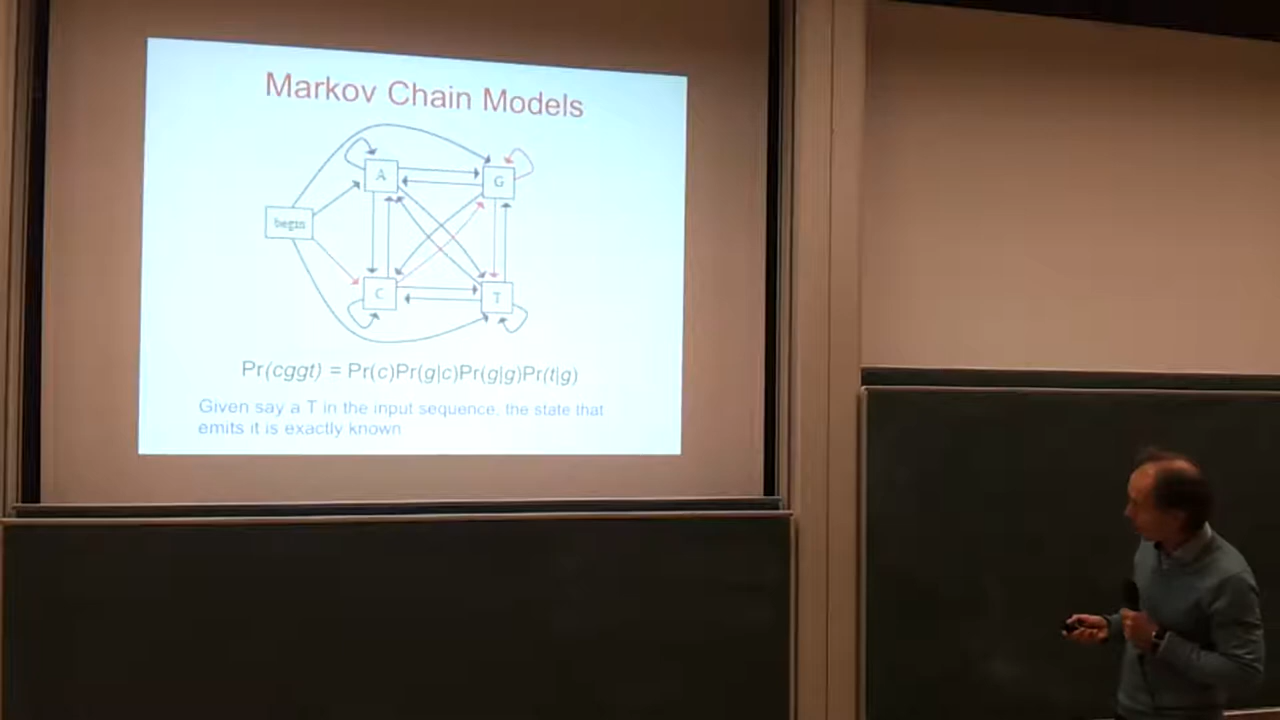 Markov Chain Models
A
G
begin
C
T
Pr(cggt) = Pr(c)Pr(g|c)Pr(g|g)Pr(t|g)
Given say a T in the input sequence, the state that
emits it is exactly known